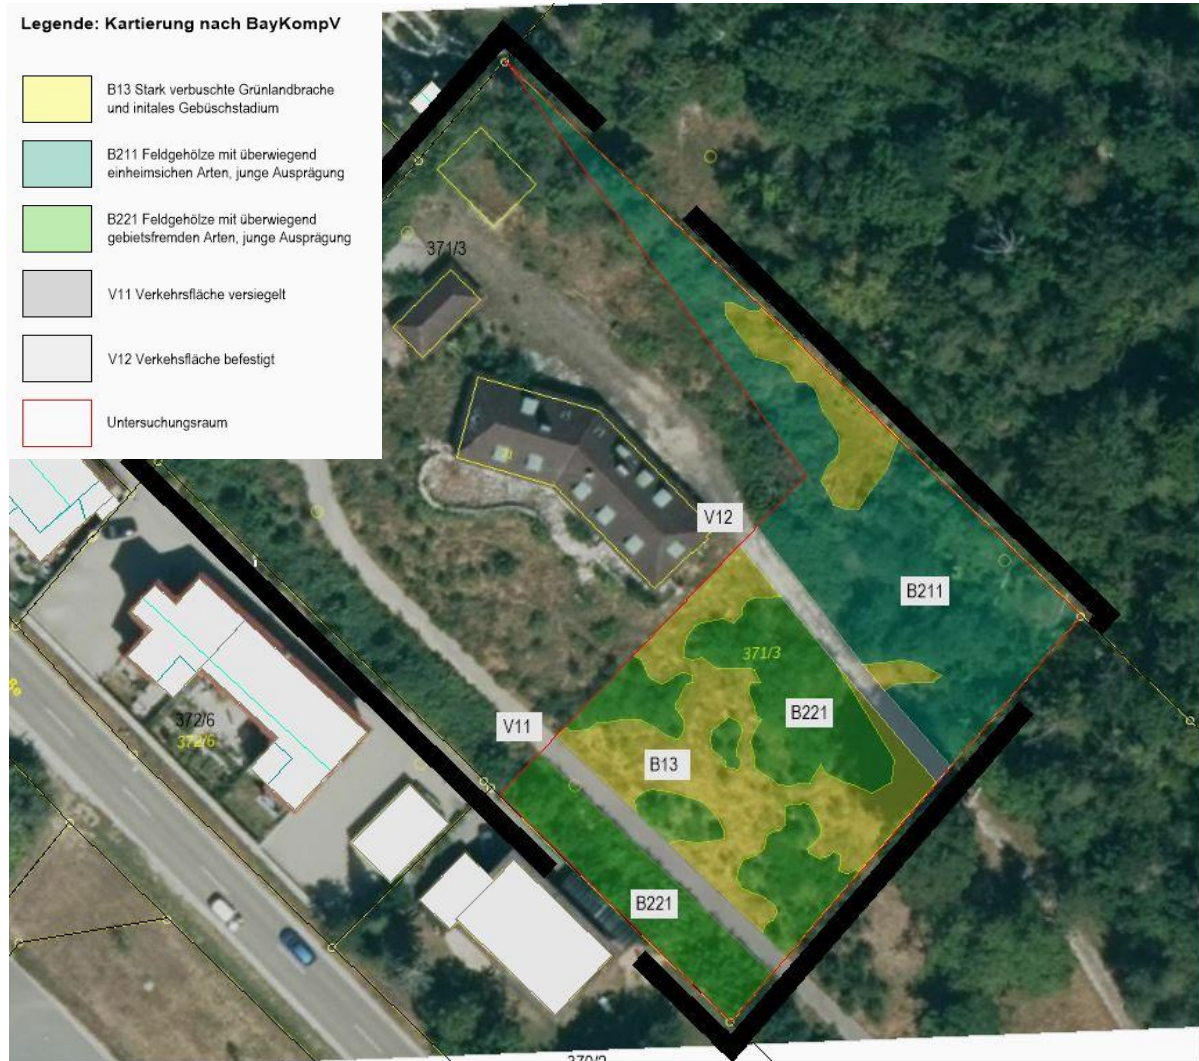 Legende: Kartierung nach BayKompV
B13 Stark verbuschte Grünlandbrache
und initales Gebüschstadium
B211 Feldgehölze mit überwiegend
einheimsichen Arten, junge Ausprägung
B221 Feldgehölze mit überwiegend
gebietsfremden Arten, junge Ausprägung
V11 Verkehrsfläche versiegelt
V12 Verkehsfläche befestigt
Untersuchungsraum
371/3
V12
B211
371/3
B221
V11
372/6
372/6
B13
B221